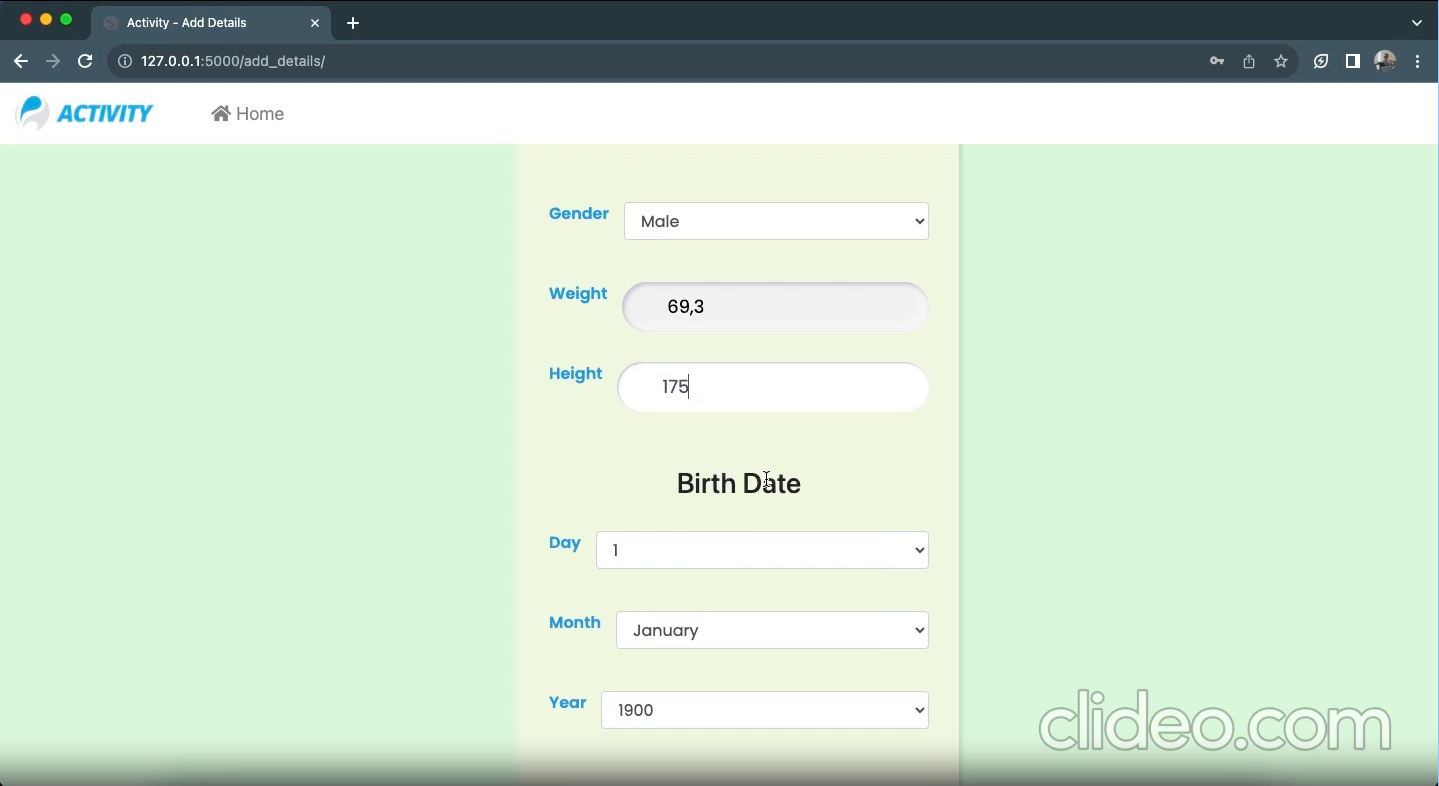 Activity - Add Details
127.0.0.1:5000/add_details/
ACTIVITY Home
Gender Male
Weight 69,3
Height 175
Birth Date
Day 1
Month January
Year 1900
clideo.com